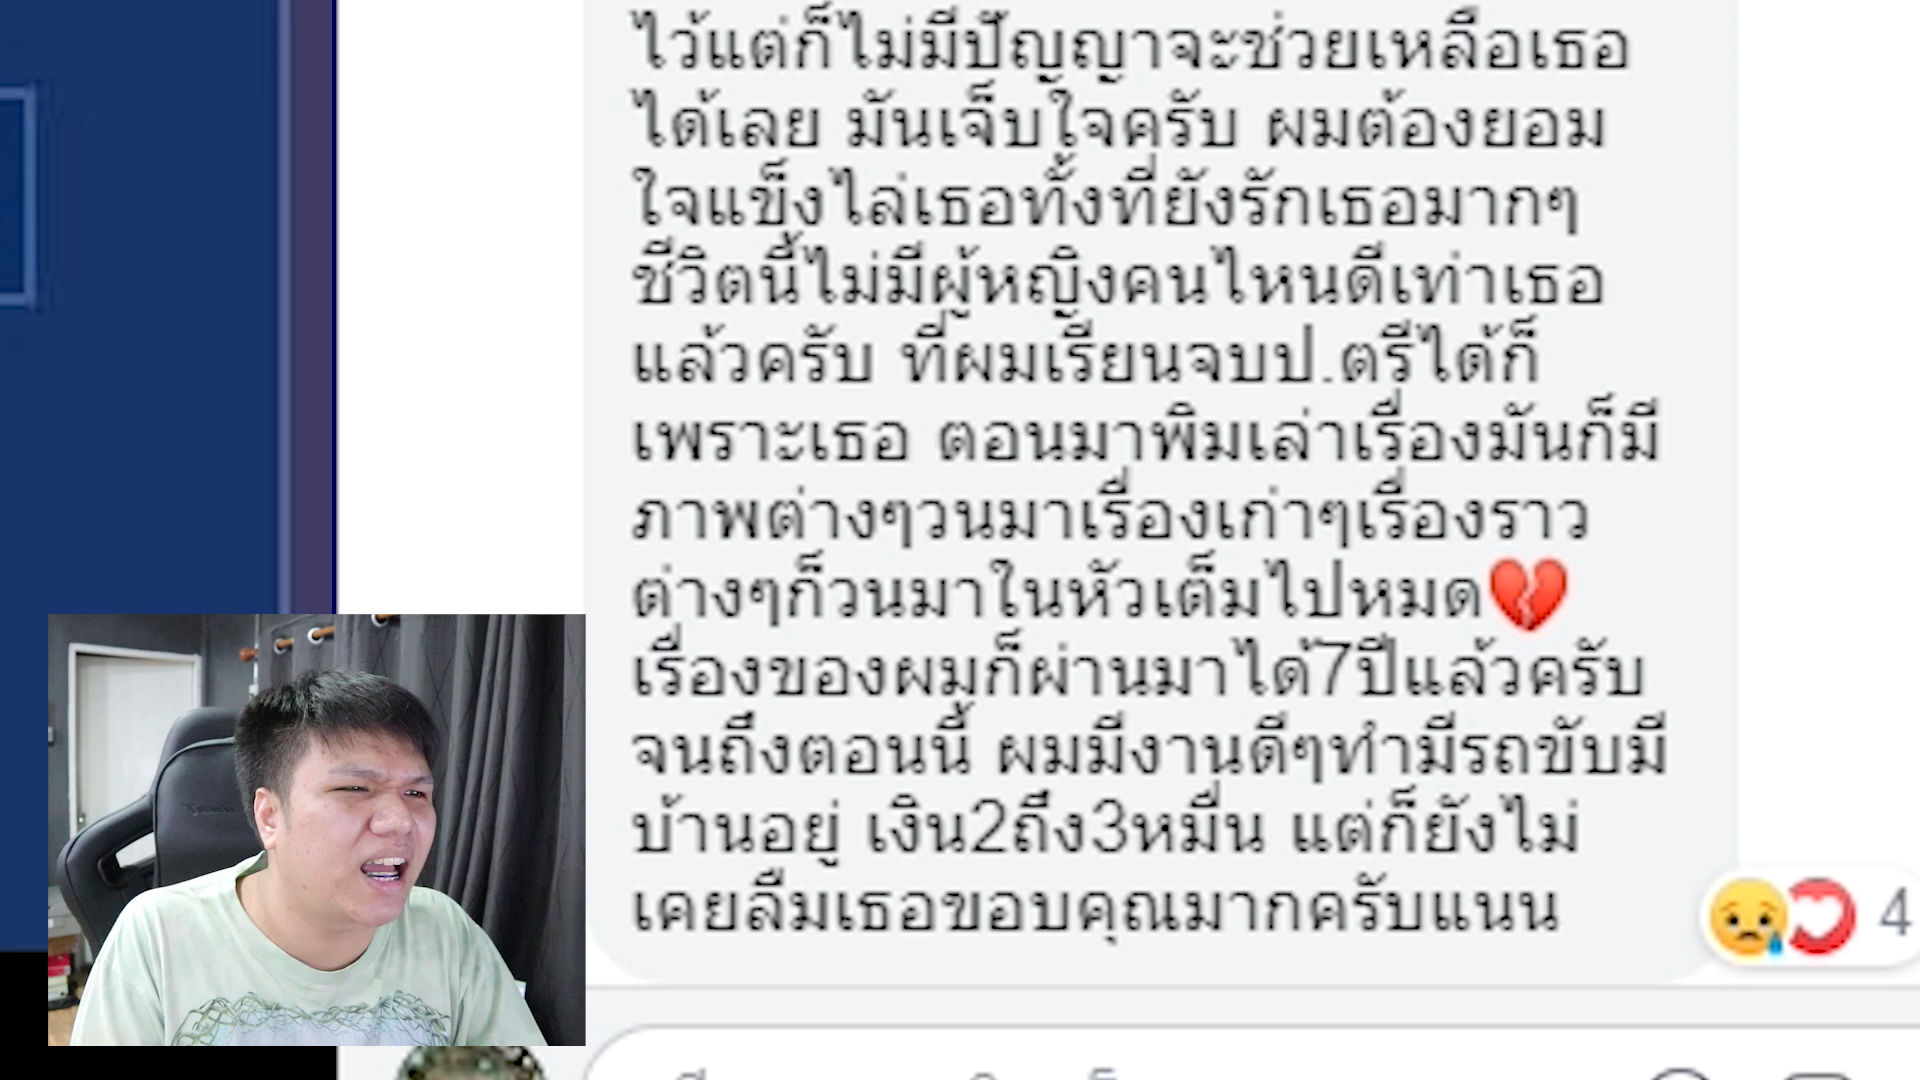 ไว้แต่ก็ไม่มีปัญญาจะช่วยเหลือเธอ
ได้เลย มันเจ็บใจครับ ผมต้องยอม
ใจแข็งไล่เธอทั้งที่ยังรักเธอมากๆ
ชีวิตนี้ไม่มีผู้หญิงคนไหนดีเท่าเธอ
แล้วครับ ที่ผมเรียนจบป.ตรีได้ก็
เพราะเธอ ตอนมาพิมเล่าเรื่องมันก็มี
ภาพต่างๆวนมาเรื่องเก่าๆเรื่องราว
ต่างๆก็วนมาในหัวเต็มไปหมด💔
เรื่องของผมก็ผ่านมาได้7ปีแล้วครับ
จนถึงตอนนี้ ผมมีงานดีๆทำมีรถขับมี
บ้านอยู่ เงิน2ถึง3หมื่น แต่ก็ยังไม่
เคยลืมเธอขอบคุณมากครับแนน
4